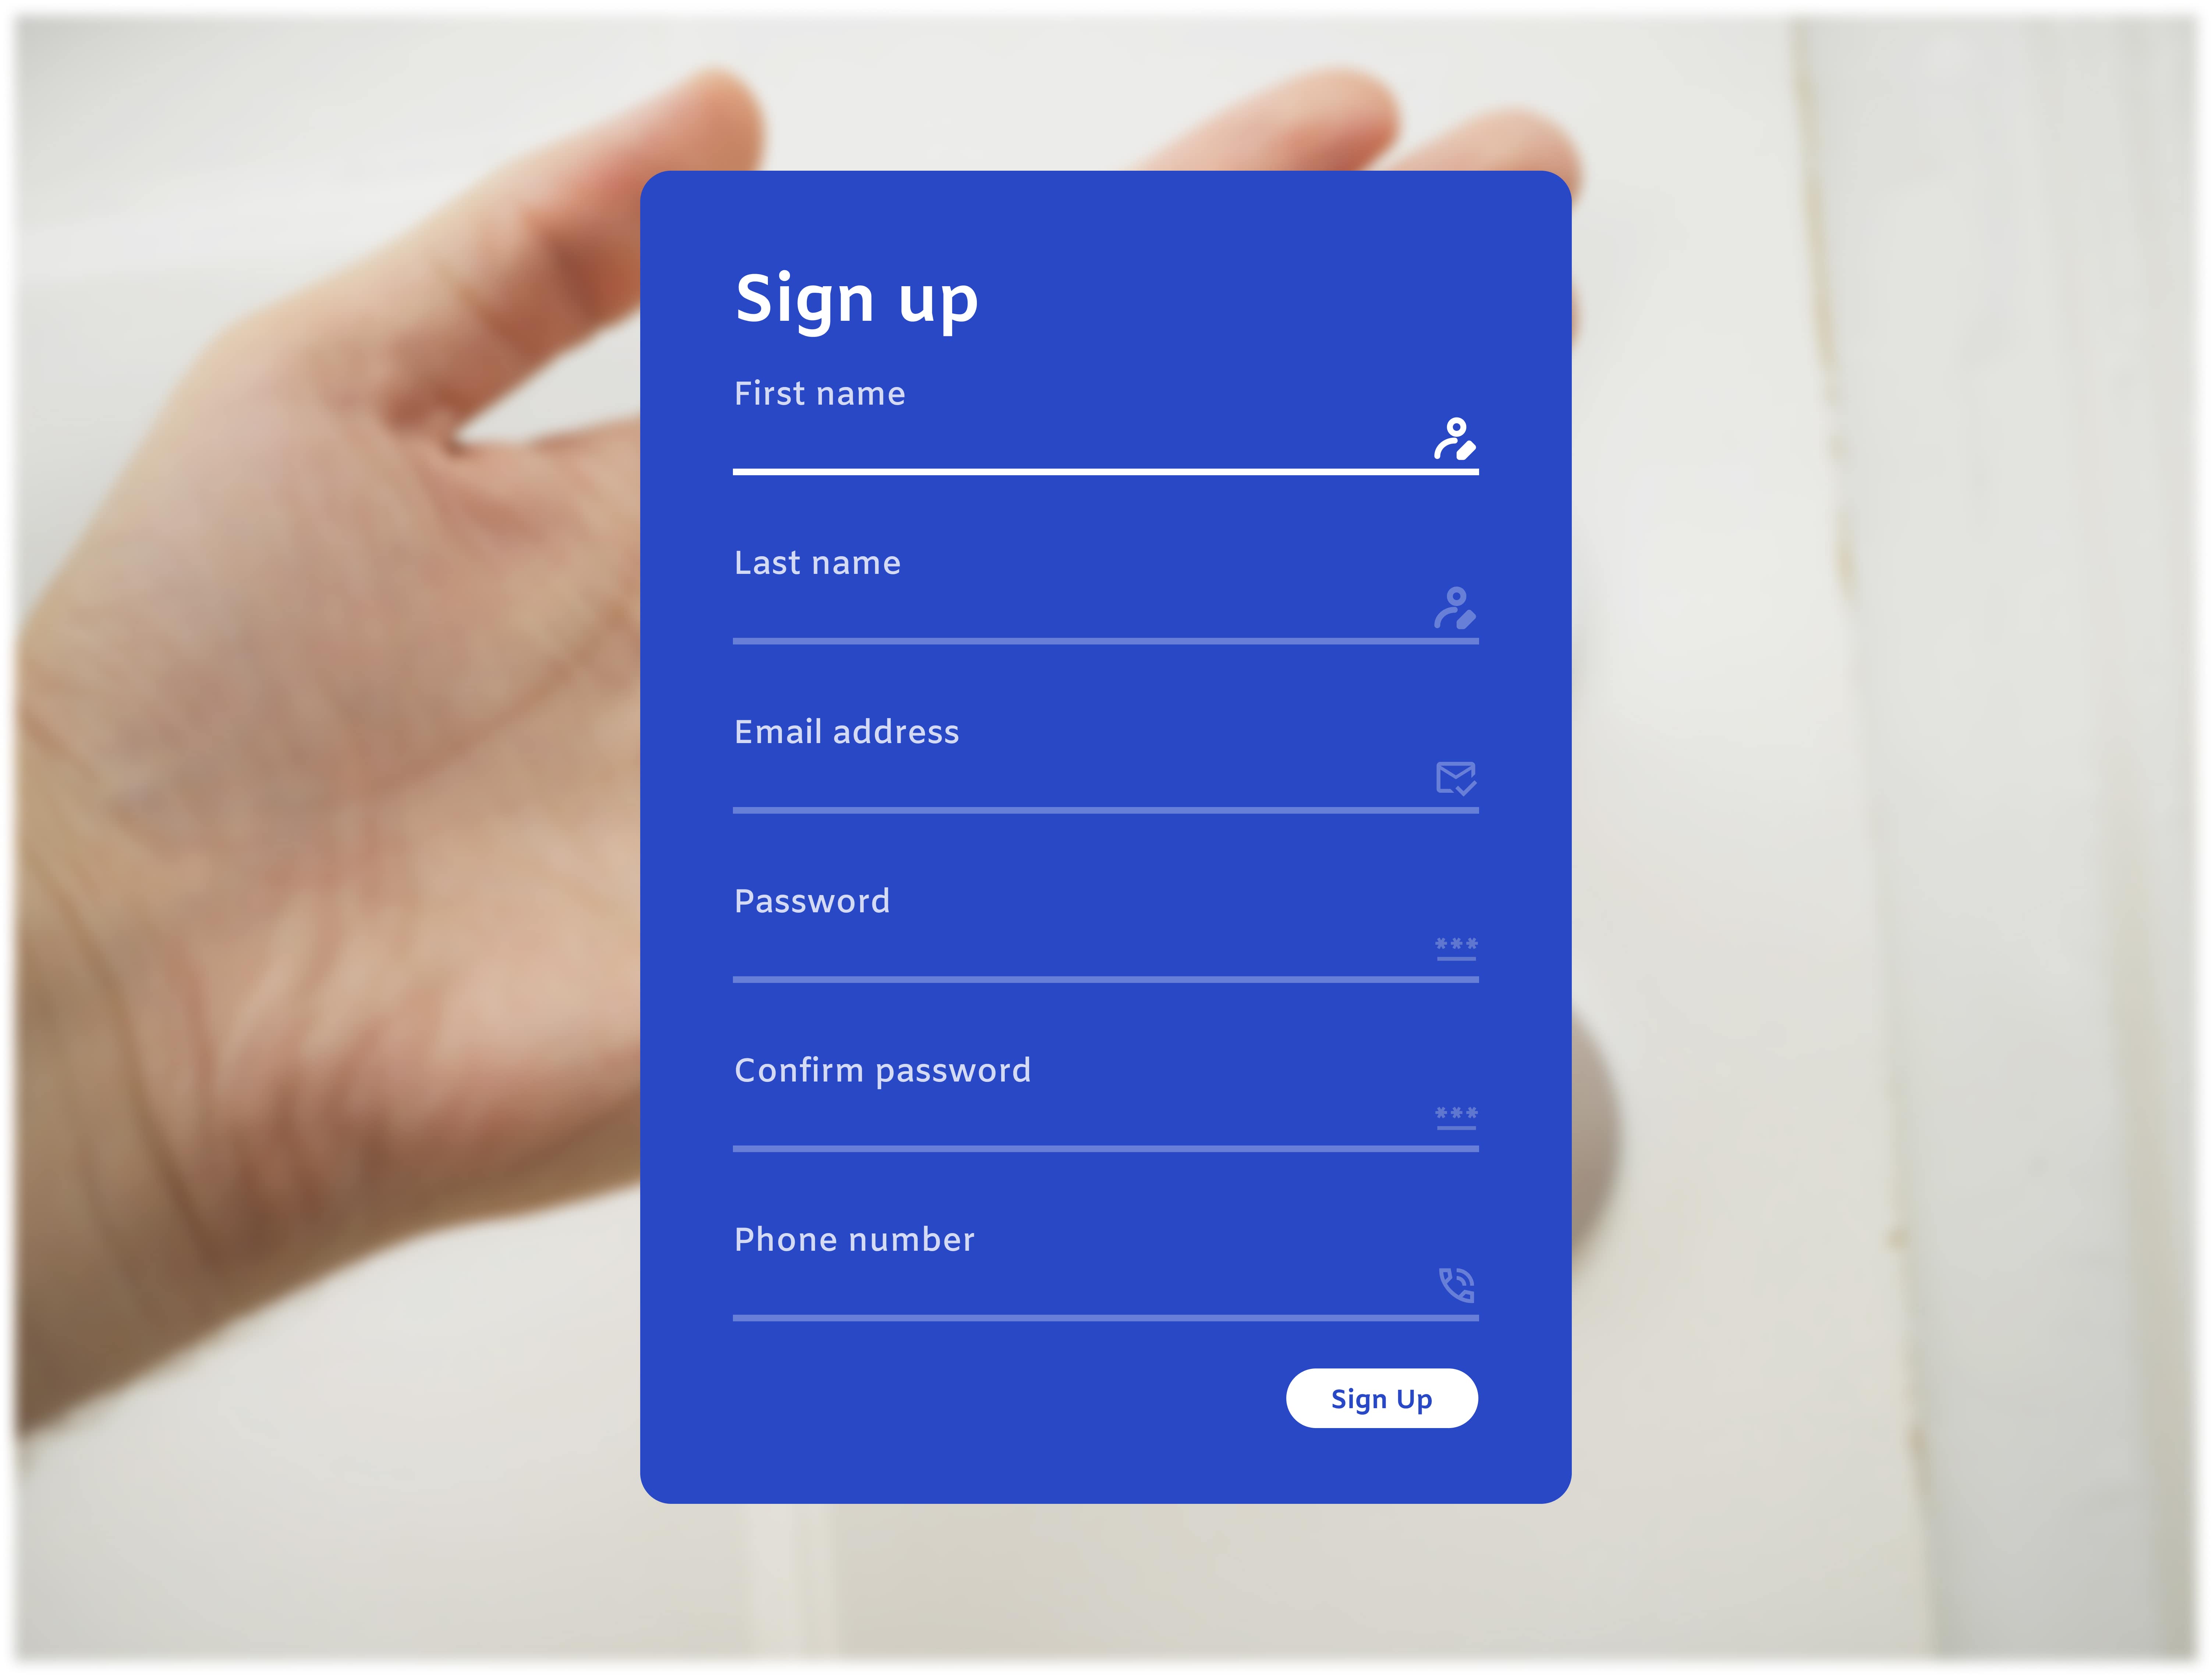 Sign up
First name
Last name
Email address
Password
***
Confirm password
***
Phone number
Sign Up